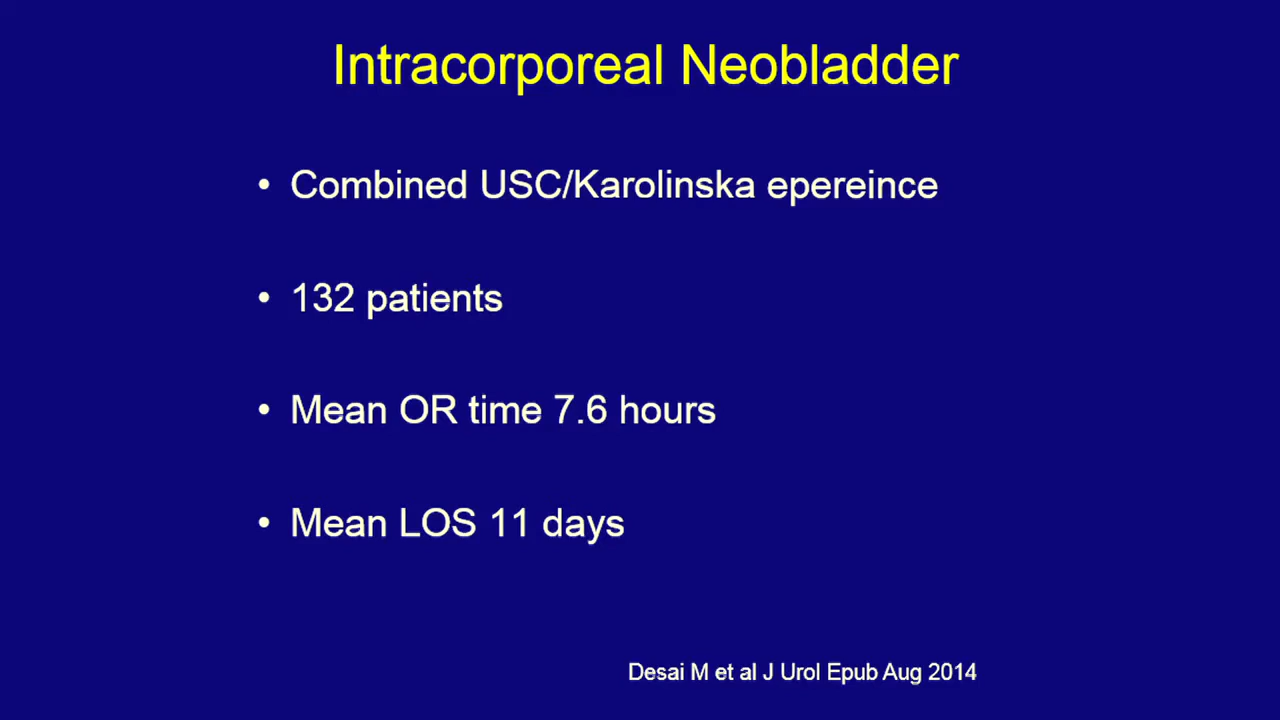 Intracorporeal Neobladder
• Combined USC/Karolinska epereince
• 132 patients
• Mean OR time 7.6 hours
• Mean LOS 11 days
Desai M et al J Urol Epub Aug 2014